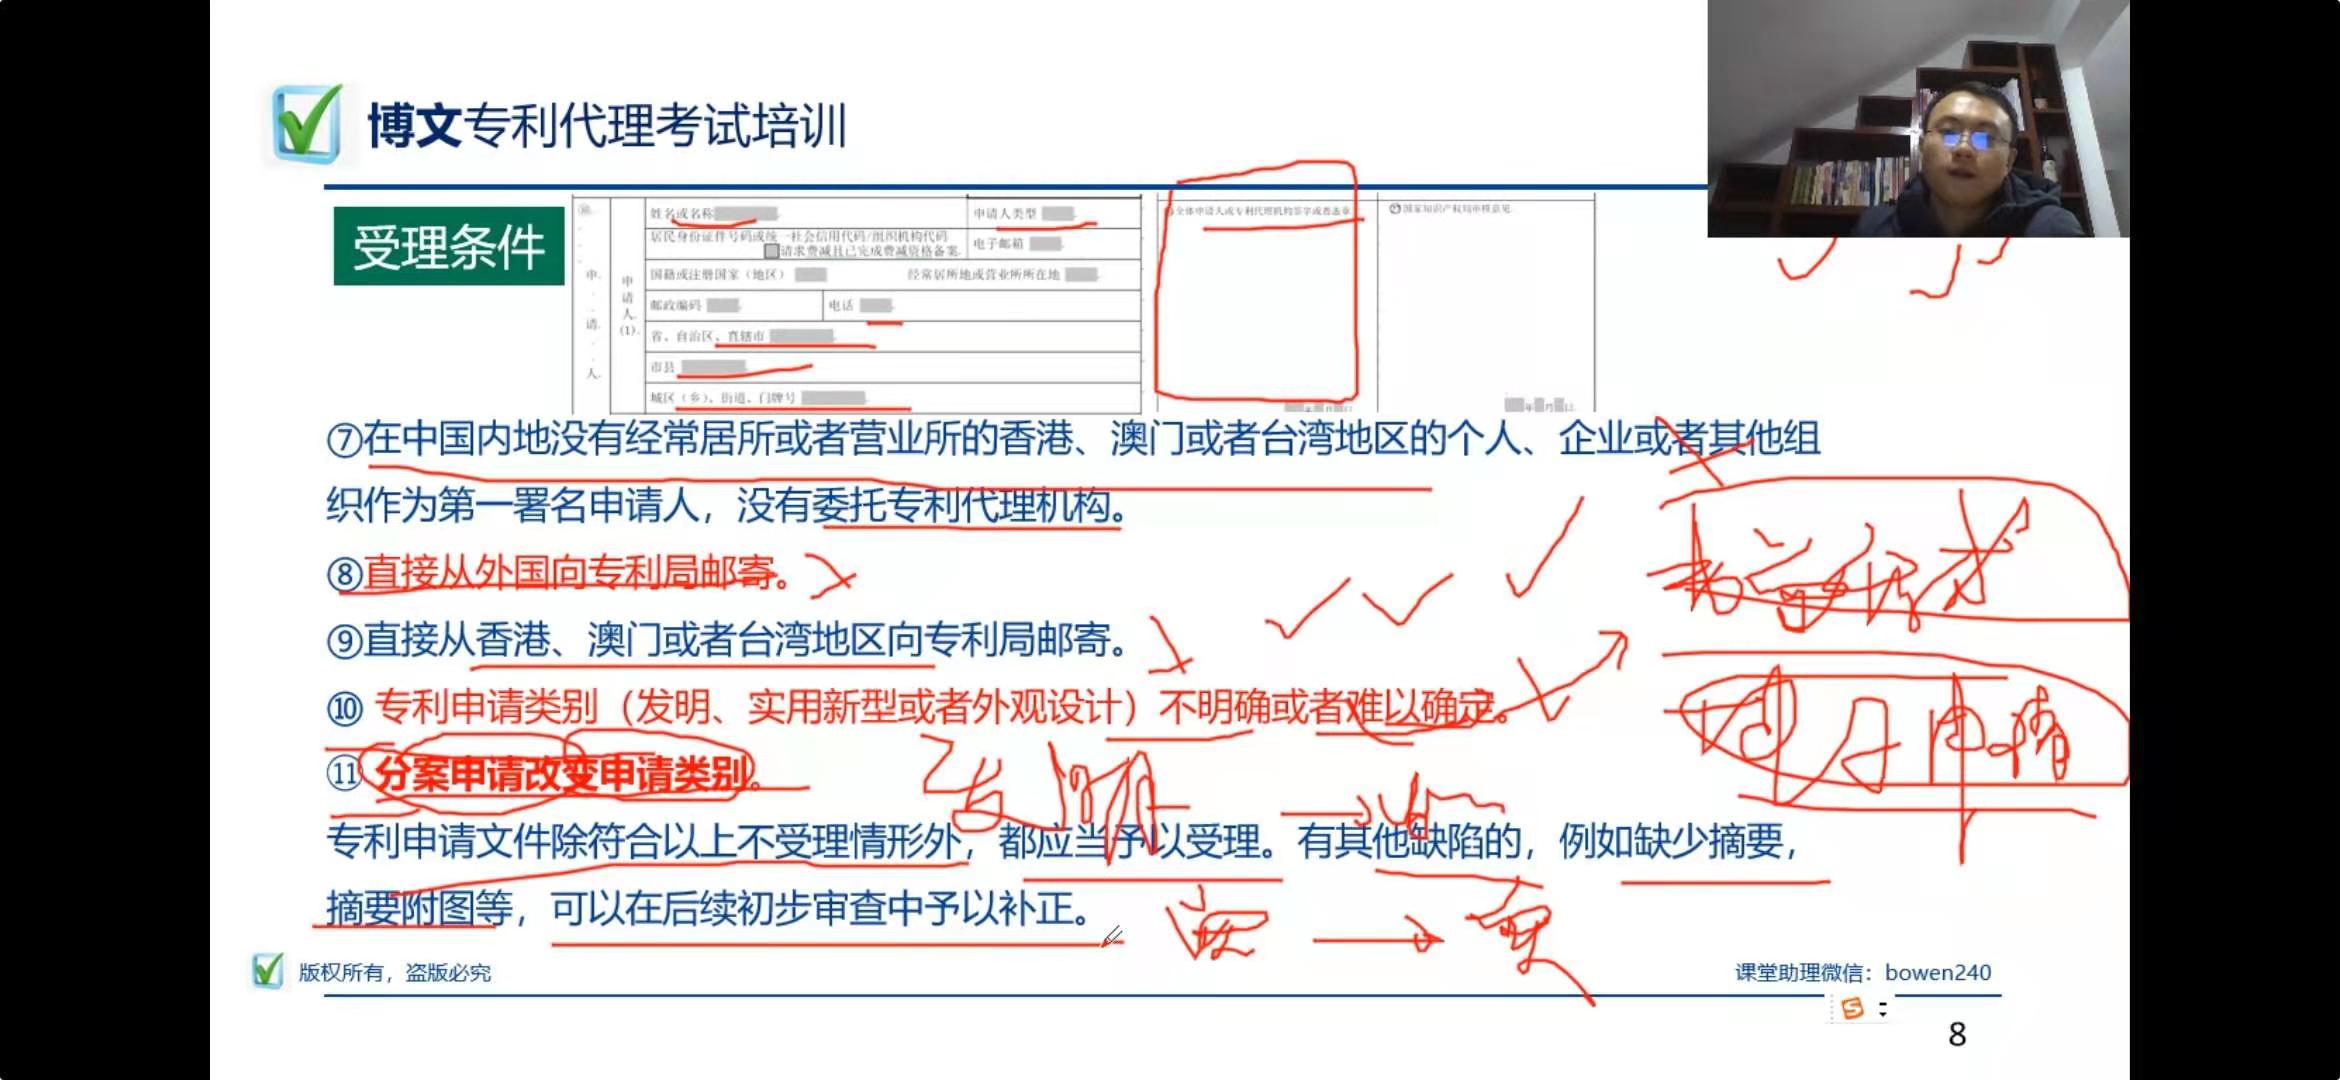 博文专利代理考试培训
受理条件
姓名或名称
申请人类型
居民身份证件号码或统一社会信用代码/组织机构代码
请求费减且已完成费减资格备案
电子邮箱
国籍或注册国家（地区）
经常居所地或营业所所在地
邮政编码
电话
省、自治区、直辖市
市县
城区（乡）、街道、门牌号
申请人
申请人(1)
全体申请人或专利代理机构签字或者盖章
国家知识产权局审核意见
年 月 日
⑦在中国内地没有经常居所或者营业所的香港、澳门或者台湾地区的个人、企业或者其他组
织作为第一署名申请人，没有委托专利代理机构。
⑧直接从外国向专利局邮寄。
⑨直接从香港、澳门或者台湾地区向专利局邮寄。
⑩ 专利申请类别（发明、实用新型或者外观设计）不明确或者难以确定。
⑪ 分案申请改变申请类别。
专利申请文件除符合以上不受理情形外，都应当予以受理。有其他缺陷的，例如缺少摘要，
摘要附图等，可以在后续初步审查中予以补正。
发明
电子申请
版权所有，盗版必究
课堂助理微信：bowen240
8